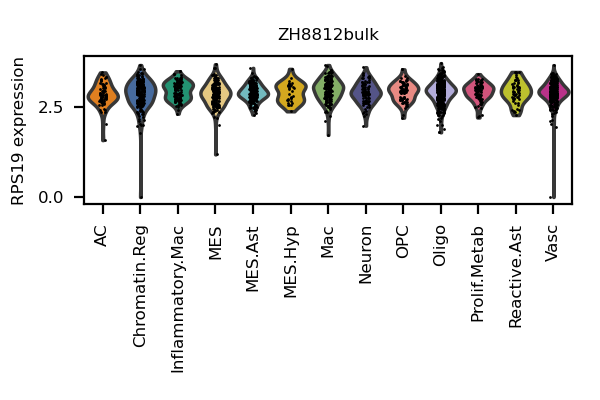 ZH8812bulk
RPS19 expression
2.5
0.0
AC
Chromatin.Reg
Inflammatory.Mac
MES
MES.Ast
MES.Hyp
Mac
Neuron
OPC
Oligo
Prolif.Metab
Reactive.Ast
Vasc